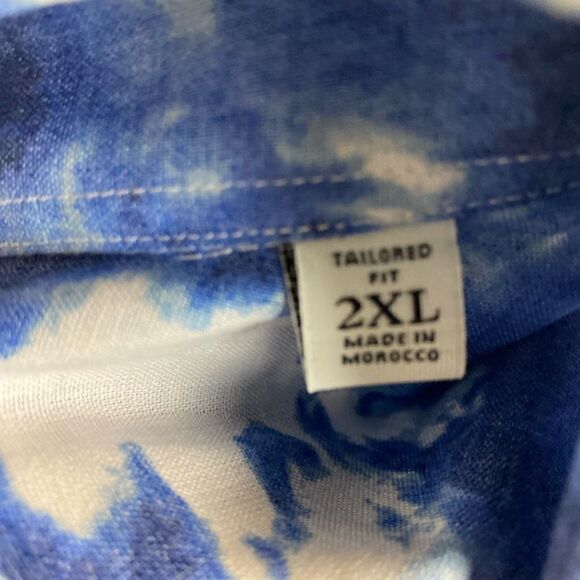 TAILORED
FIT
2XL
MADE IN
MOROCCO